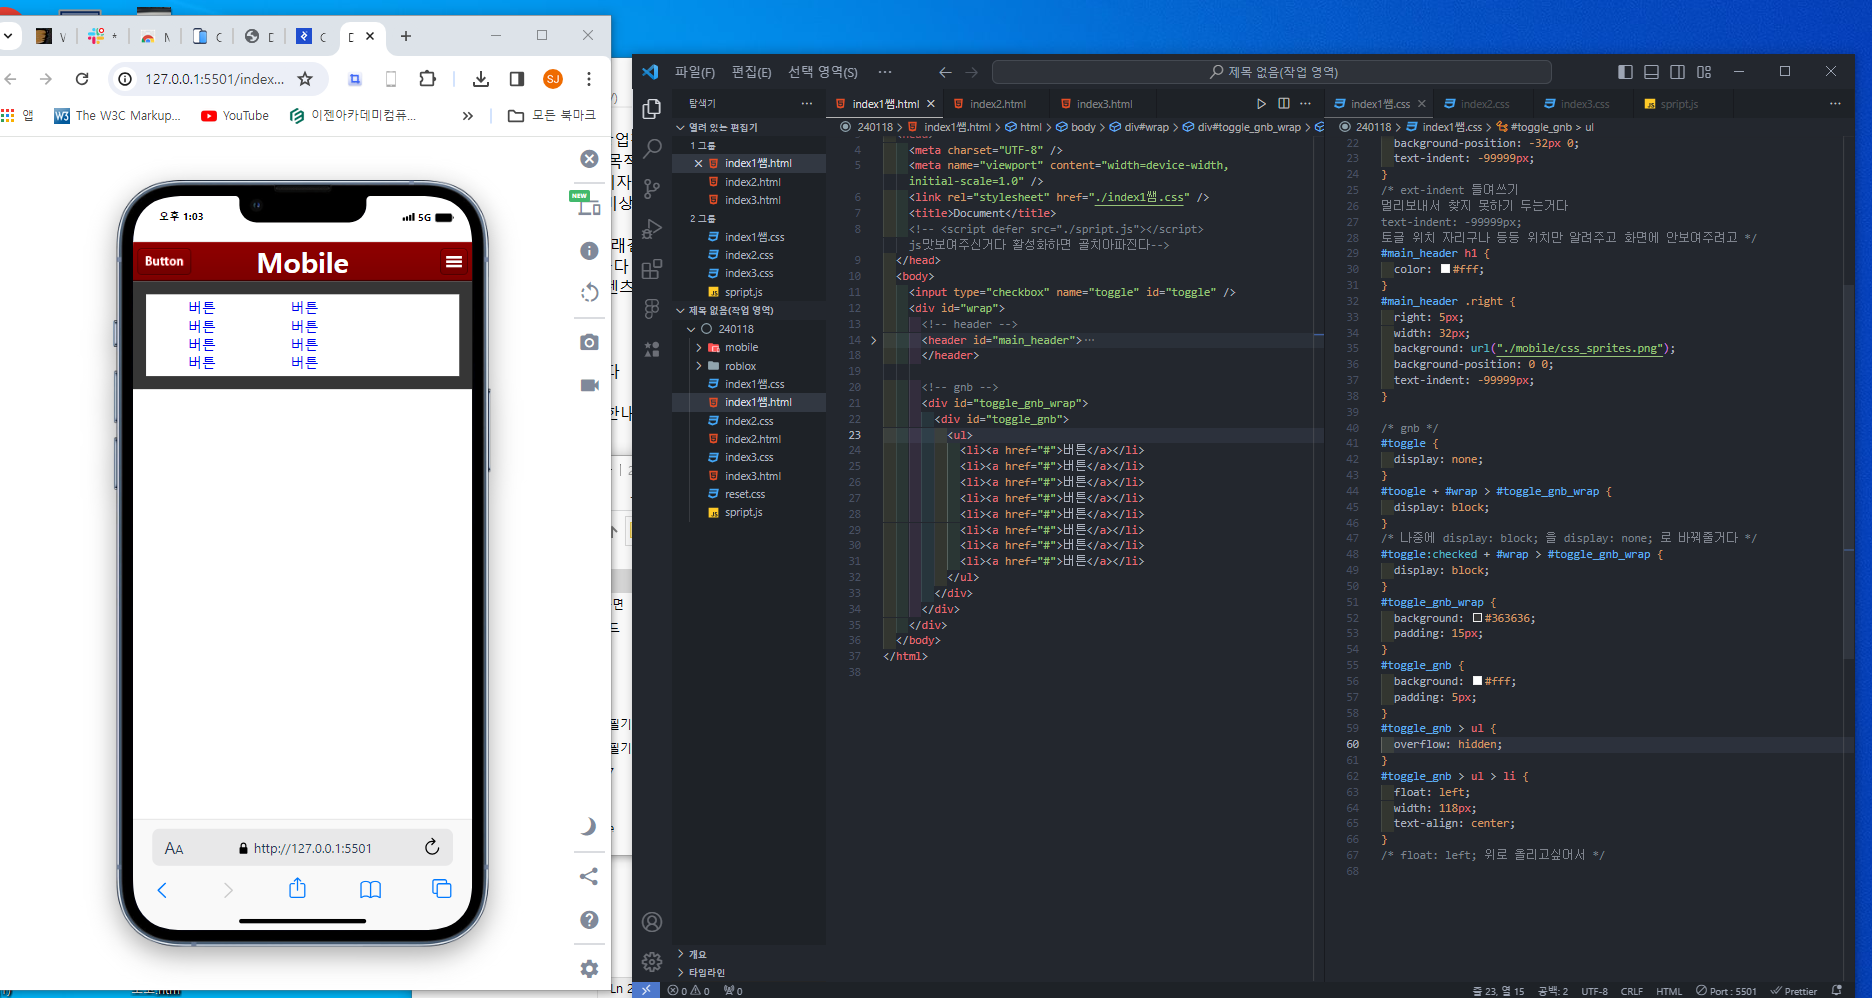 127.0.0.1:5501/index...
SJ
앱
The W3C Markup...
YouTube
이젠아카데미컴퓨...
모든 북마크
오후 1:03
5G
Button
Mobile
버튼 버튼
버튼 버튼
버튼 버튼
버튼 버튼
AA
http://127.0.0.1:5501
NEW
파일(F) 편집(E) 선택 영역(S) ···
제목 없음(작업 영역)
탐색기
열려 있는 편집기
1 그룹
index1쌤.html
index2.html
index3.html
2 그룹
index1쌤.css
index2.css
index3.css
spript.js
제목 없음(작업 영역)
240118
mobile
roblox
index1쌤.css
index1쌤.html
index2.css
index2.html
index3.css
index3.html
reset.css
spript.js
개요
타임라인
index1쌤.html index2.html index3.html
240118 > index1쌤.html > html > body > div#wrap > div#toggle_gnb_wrap >
4 <meta charset="UTF-8" />
5 <meta name="viewport" content="width=device-width,
initial-scale=1.0" />
6 <link rel="stylesheet" href="./index1쌤.css" />
7 <title>Document</title>
8 <!-- <script defer src="./spript.js"></script>
js맛보여주신거다 활성화하면 골치아파진다-->
9 </head>
10 <body>
11 <input type="checkbox" name="toggle" id="toggle" />
12 <div id="wrap">
13 <!-- header -->
14 <header id="main_header">···
18 </header>
19
20 <!-- gnb -->
21 <div id="toggle_gnb_wrap">
22 <div id="toggle_gnb">
23 <ul>
24 <li><a href="#">버튼</a></li>
25 <li><a href="#">버튼</a></li>
26 <li><a href="#">버튼</a></li>
27 <li><a href="#">버튼</a></li>
28 <li><a href="#">버튼</a></li>
29 <li><a href="#">버튼</a></li>
30 <li><a href="#">버튼</a></li>
31 <li><a href="#">버튼</a></li>
32 </ul>
33 </div>
34 </div>
35 </div>
36 </body>
37 </html>
38
index1쌤.css index2.css index3.css spript.js
240118 > index1쌤.css > #toggle_gnb > ul
22 background-position: -32px 0;
23 text-indent: -99999px;
24 }
25 /* ext-indent 들여쓰기
26 멀리보내서 찾지 못하기 두는거다
27 text-indent: -99999px;
28 토글 위치 자리구나 등등 위치만 알려주고 화면에 안보여주려고 */
29 #main_header h1 {
30 color: #fff;
31 }
32 #main_header .right {
33 right: 5px;
34 width: 32px;
35 background: url("./mobile/css_sprites.png");
36 background-position: 0 0;
37 text-indent: -99999px;
38 }
39
40 /* gnb */
41 #toggle {
42 display: none;
43 }
44 #toogle + #wrap > #toggle_gnb_wrap {
45 display: block;
46 }
47 /* 나중에 display: block; 을 display: none; 로 바꿔줄거다 */
48 #toggle:checked + #wrap > #toggle_gnb_wrap {
49 display: block;
50 }
51 #toggle_gnb_wrap {
52 background: #363636;
53 padding: 15px;
54 }
55 #toggle_gnb {
56 background: #fff;
57 padding: 5px;
58 }
59 #toggle_gnb > ul {
60 overflow: hidden;
61 }
62 #toggle_gnb > ul > li {
63 float: left;
64 width: 118px;
65 text-align: center;
66 }
67 /* float: left; 위로 올리고싶어서 */
68
Ln 2
0 0 0
줄 23, 열 15 공백: 2 UTF-8 CRLF HTML Port : 5501 Prettier